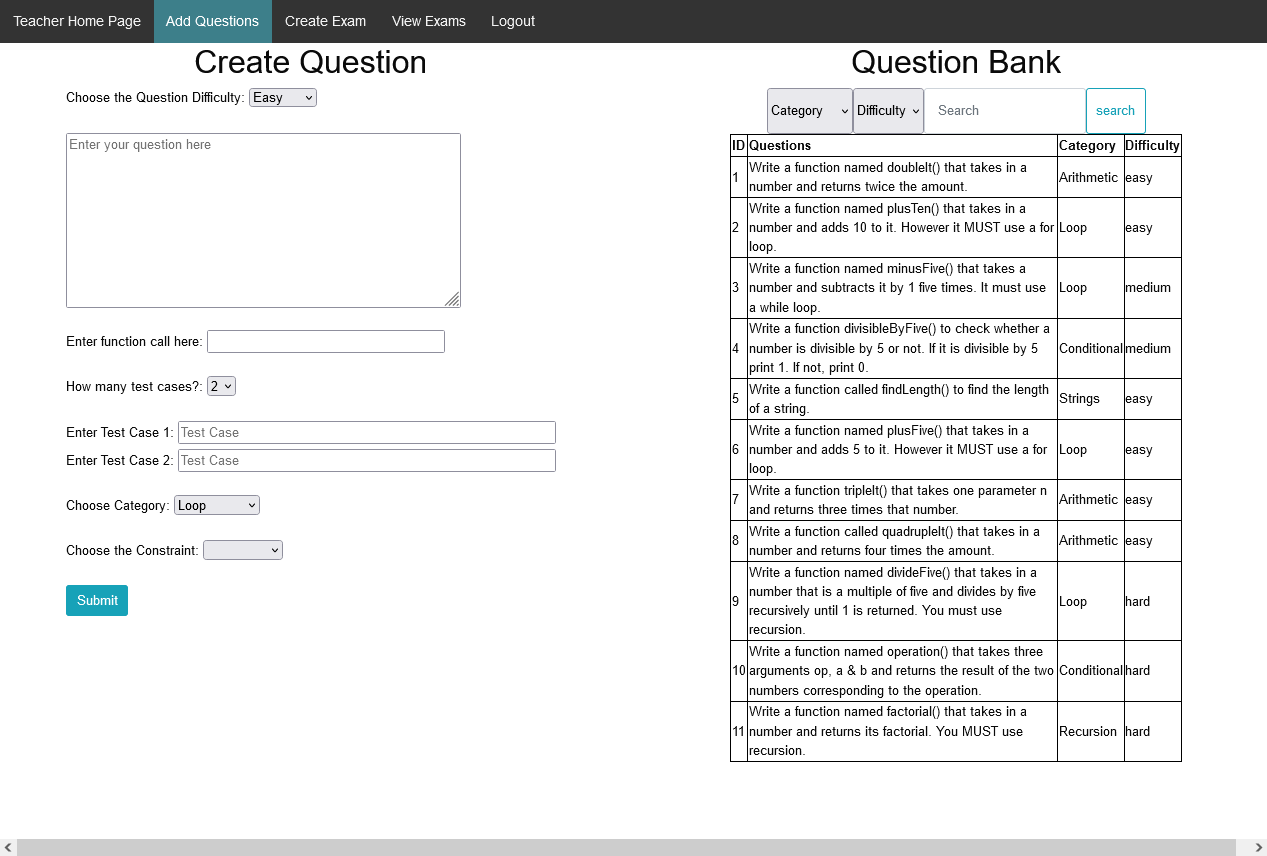 Teacher Home Page Add Questions Create Exam View Exams Logout
Create Question
Choose the Question Difficulty: Easy
Enter your question here
Enter function call here:
How many test cases?: 2
Enter Test Case 1: Test Case
Enter Test Case 2: Test Case
Choose Category: Loop
Choose the Constraint:
Submit
Question Bank
Category Difficulty Search search
ID Questions Category Difficulty
1 Write a function named doubleIt() that takes in a
number and returns twice the amount. Arithmetic easy
2 Write a function named plusTen() that takes in a
number and adds 10 to it. However it MUST use a for
loop. Loop easy
3 Write a function named minusFive() that takes a
number and subtracts it by 1 five times. It must use
a while loop. Loop medium
4 Write a function divisibleByFive() to check whether a
number is divisible by 5 or not. If it is divisible by 5
print 1. If not, print 0. Conditional medium
5 Write a function called findLength() to find the length
of a string. Strings easy
6 Write a function named plusFive() that takes in a
number and adds 5 to it. However it MUST use a for
loop. Loop easy
7 Write a function tripleIt() that takes one parameter n
and returns three times that number. Arithmetic easy
8 Write a function called quadrupleIt() that takes in a
number and returns four times the amount. Arithmetic easy
9 Write a function named divideFive() that takes in a
number that is a multiple of five and divides by five
recursively until 1 is returned. You must use
recursion. Loop hard
10 Write a function named operation() that takes three
arguments op, a & b and returns the result of the two
numbers corresponding to the operation. Conditional hard
11 Write a function named factorial() that takes in a
number and returns its factorial. You MUST use
recursion. Recursion hard